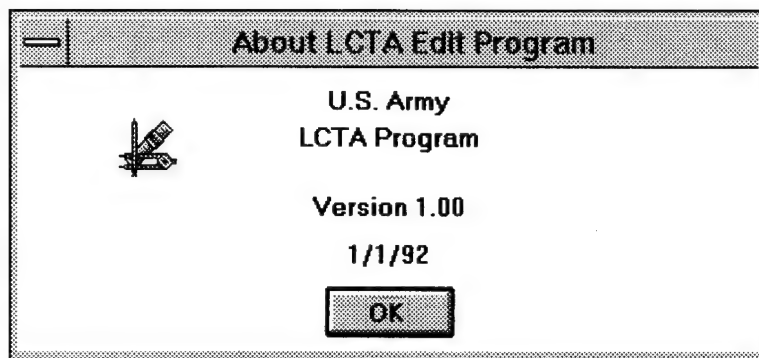 About LCTA Edit Program
U.S. Army
LCTA Program
Version 1.00
1/1/92
OK